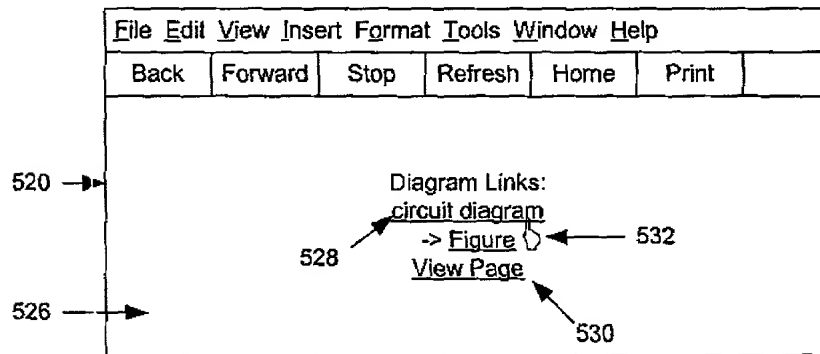 File Edit View Insert Format Tools Window Help
Back Forward Stop Refresh Home Print
520
Diagram Links:
circuit diagram
-> Figure
532
528
View Page
526
530